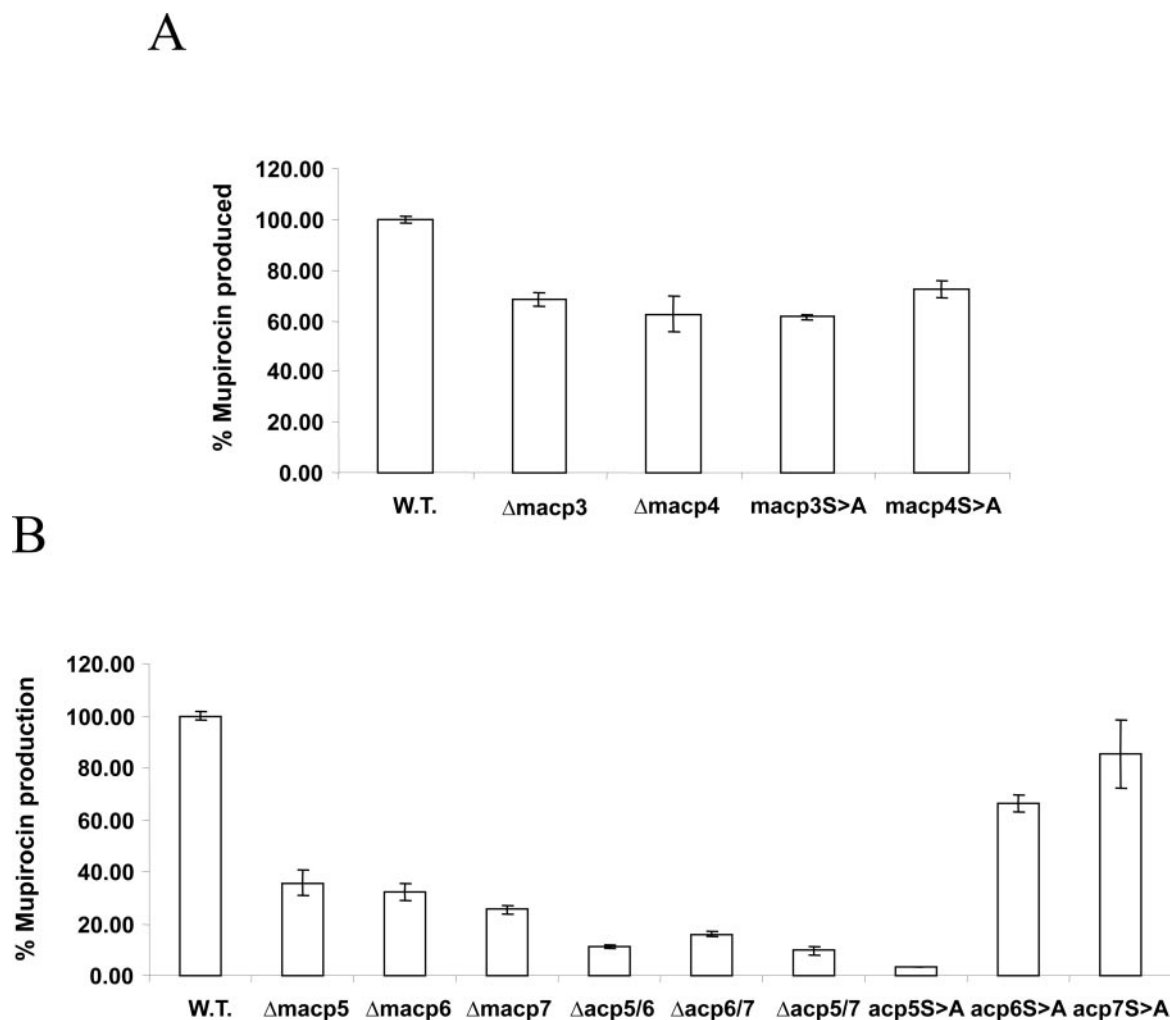 A
% Mupirocin produced
120.00
100.00
80.00
60.00
40.00
20.00
0.00
W.T. Δmacp3 Δmacp4 macp3S>A macp4S>A
B
% Mupirocin production
120.00
100.00
80.00
60.00
40.00
20.00
0.00
W.T. Δmacp5 Δmacp6 Δmacp7 Δacp5/6 Δacp6/7 Δacp5/7 acp5S>A acp6S>A acp7S>A